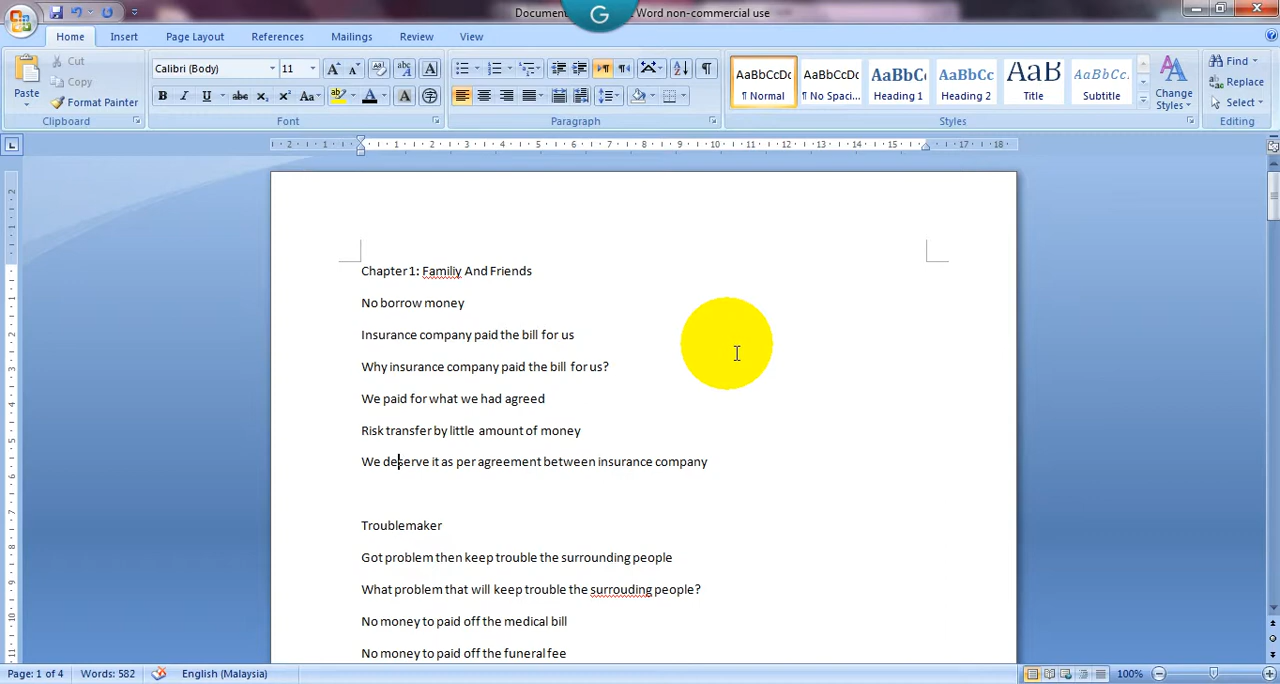 Document Word non-commercial use
Home Insert Page Layout References Mailings Review View
Paste Cut Copy Format Painter Clipboard
Calibri (Body) 11 Font
Paragraph
AaBbCcDc ¶ Normal
AaBbCcDc ¶ No Spaci...
AaBbC( Heading 1
AaBbCc Heading 2
AaB Title
AaBbCc. Subtitle
Change Styles Styles
Find Replace Select Editing
Chapter 1: Familiy And Friends
No borrow money
Insurance company paid the bill for us
Why insurance company paid the bill for us?
We paid for what we had agreed
Risk transfer by little amount of money
We deserve it as per agreement between insurance company
Troublemaker
Got problem then keep trouble the surrounding people
What problem that will keep trouble the surrouding people?
No money to paid off the medical bill
No money to paid off the funeral fee
Page: 1 of 4 Words: 582 English (Malaysia) 100%